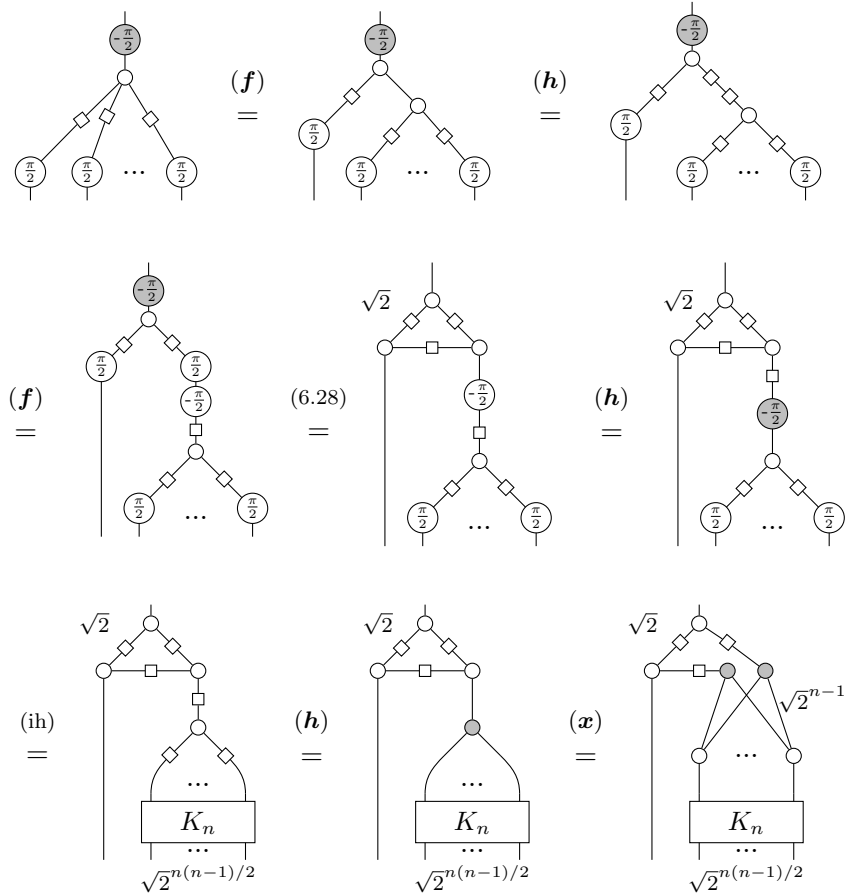 -π/2 (f) -π/2 (h) -π/2
= =
π/2 π/2
π/2 π/2 ... π/2 π/2 ... π/2 π/2 ... π/2
-π/2 √2 √2
(f) π/2 π/2 (6.28) (h)
= -π/2 = -π/2 = -π/2
π/2 ... π/2 π/2 ... π/2 π/2 ... π/2
√2 √2 √2
(ih) (h) (x) √2^{n-1}
= = =
... ... ...
K_n K_n K_n
... ... ... ... ... ...
√2^{n(n-1)/2} √2^{n(n-1)/2} √2^{n(n-1)/2}